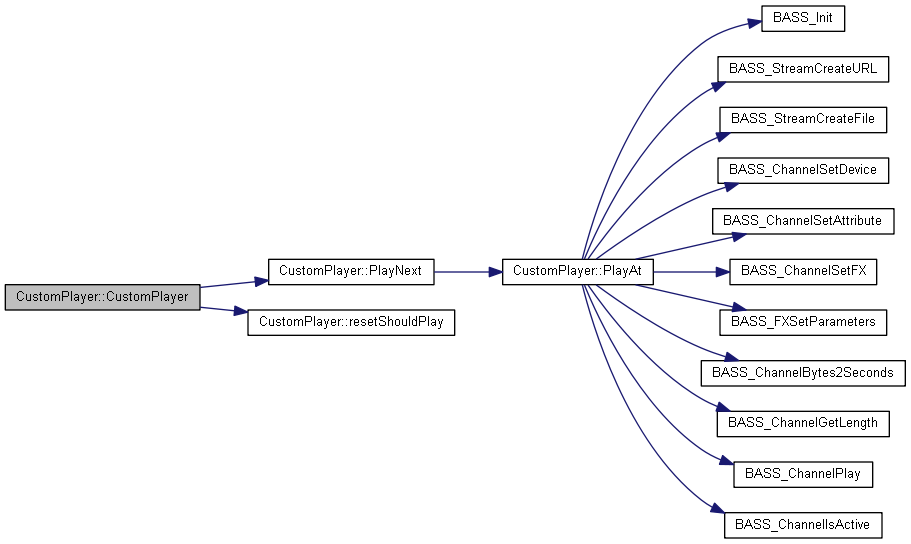 CustomPlayer::CustomPlayer
CustomPlayer::PlayNext
CustomPlayer::resetShouldPlay
CustomPlayer::PlayAt
BASS_Init
BASS_StreamCreateURL
BASS_StreamCreateFile
BASS_ChannelSetDevice
BASS_ChannelSetAttribute
BASS_ChannelSetFX
BASS_FXSetParameters
BASS_ChannelBytes2Seconds
BASS_ChannelGetLength
BASS_ChannelPlay
BASS_ChannelIsActive